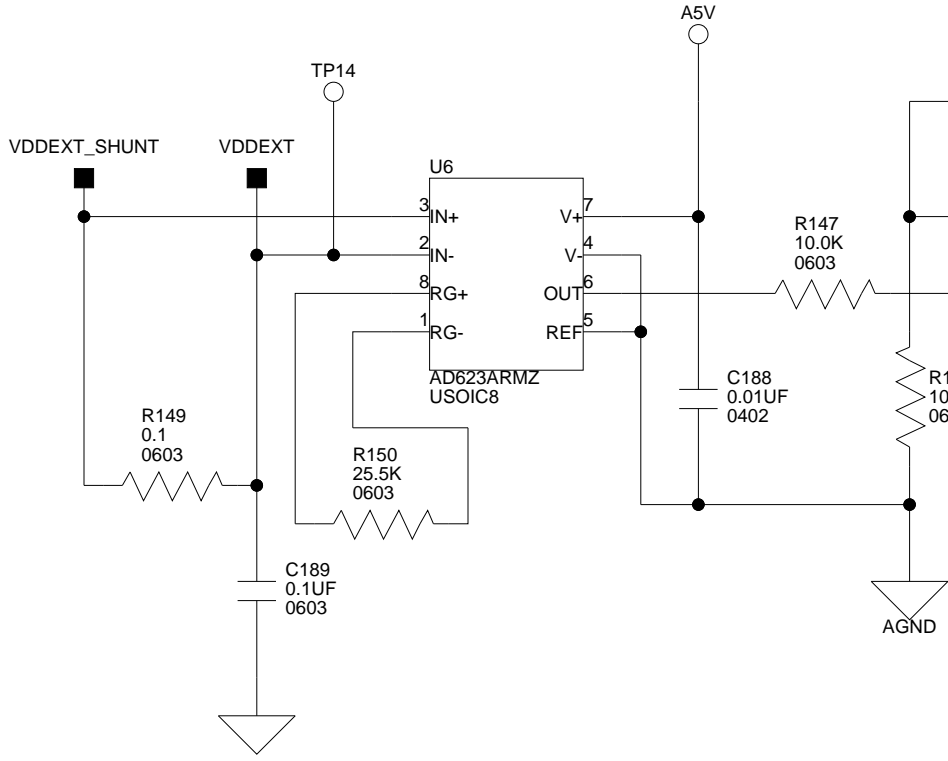 A5V
TP14
VDDEXT_SHUNT
VDDEXT
U6
3 IN+
2 IN-
8 RG+
1 RG-
V+ 7
V- 4
OUT 6
REF 5
AD623ARMZ
USOIC8
R147
10.0K
0603
C188
0.01UF
0402
R149
0.1
0603
R150
25.5K
0603
C189
0.1UF
0603
AGND